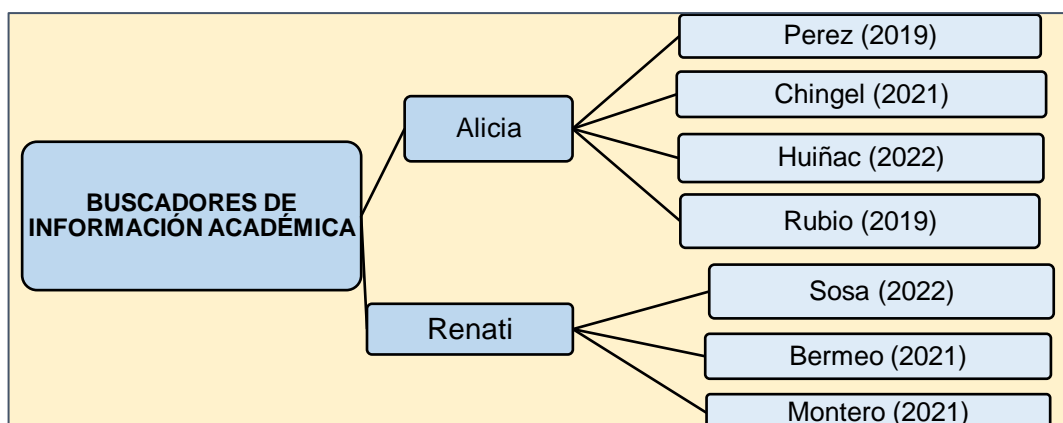 BUSCADORES DE
INFORMACIÓN ACADÉMICA
Alicia
Perez (2019)
Chingel (2021)
Huiñac (2022)
Rubio (2019)
Renati
Sosa (2022)
Bermeo (2021)
Montero (2021)